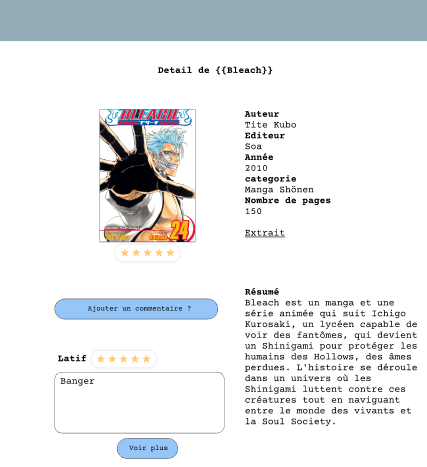 Detail de {{Bleach}}
BLEACH
24
Auteur
Tite Kubo
Editeur
Soa
Année
2010
categorie
Manga Shönen
Nombre de pages
150
Extrait
Ajouter un commentaire ?
Latif
Banger
Voir plus
Résumé
Bleach est un manga et une
série animée qui suit Ichigo
Kurosaki, un lycéen capable de
voir des fantômes, qui devient
un Shinigami pour protéger les
humains des Hollows, des âmes
perdues. L'histoire se déroule
dans un univers où les
Shinigami luttent contre ces
créatures tout en naviguant
entre le monde des vivants et
la Soul Society.